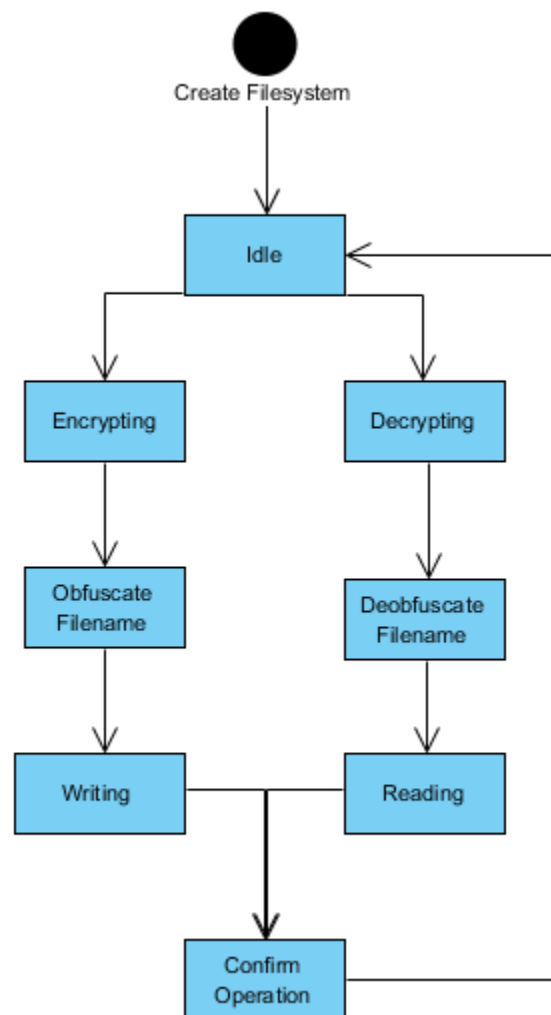 Create Filesystem
Idle
Encrypting
Decrypting
Obfuscate
Filename
Deobfuscate
Filename
Writing
Reading
Confirm
Operation